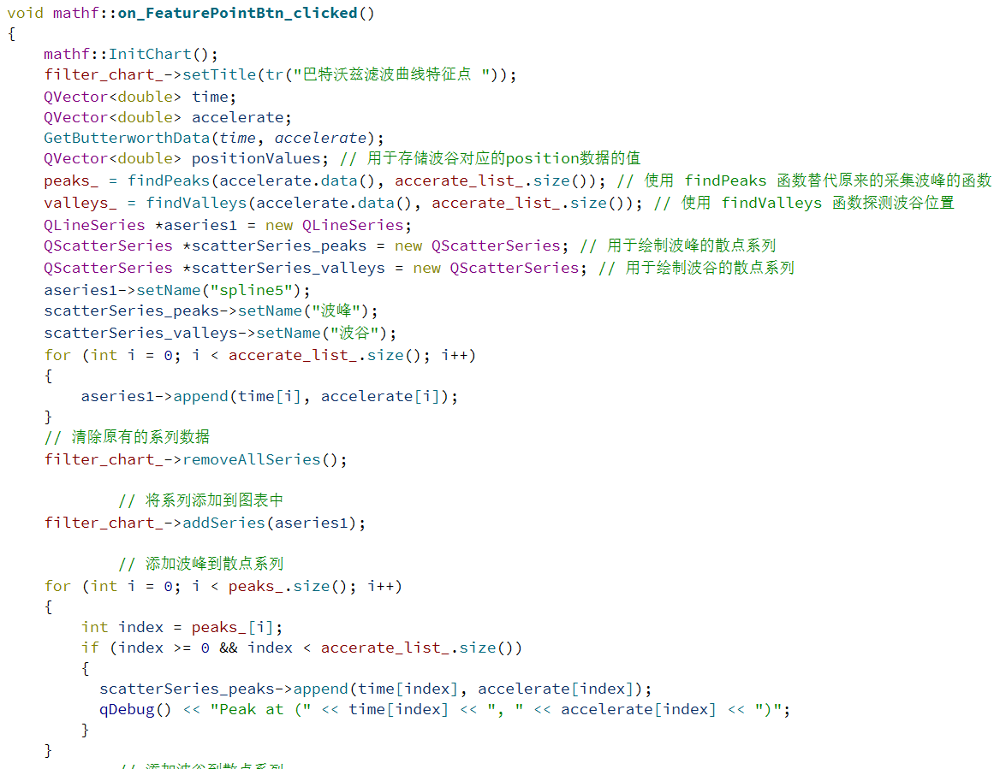 void mathf::on_FeaturePointBtn_clicked()
{
    mathf::InitChart();
    filter_chart_->setTitle(tr("巴特沃兹滤波曲线特征点 "));
    QVector<double> time;
    QVector<double> accelerate;
    GetButterworthData(time, accelerate);
    QVector<double> positionValues; // 用于存储波谷对应的position数据的值
    peaks_ = findPeaks(accelerate.data(), accerate_list_.size()); // 使用 findPeaks 函数替代原来的采集波峰的函数
    valleys_ = findValleys(accelerate.data(), accerate_list_.size()); // 使用 findValleys 函数探测波谷位置
    QLineSeries *aseries1 = new QLineSeries;
    QScatterSeries *scatterSeries_peaks = new QScatterSeries; // 用于绘制波峰的散点系列
    QScatterSeries *scatterSeries_valleys = new QScatterSeries; // 用于绘制波谷的散点系列
    aseries1->setName("spline5");
    scatterSeries_peaks->setName("波峰");
    scatterSeries_valleys->setName("波谷");
    for (int i = 0; i < accerate_list_.size(); i++)
    {
        aseries1->append(time[i], accelerate[i]);
    }
    // 清除原有的系列数据
    filter_chart_->removeAllSeries();
            // 将系列添加到图表中
    filter_chart_->addSeries(aseries1);
            // 添加波峰到散点系列
    for (int i = 0; i < peaks_.size(); i++)
    {
        int index = peaks_[i];
        if (index >= 0 && index < accerate_list_.size())
        {
          scatterSeries_peaks->append(time[index], accelerate[index]);
          qDebug() << "Peak at (" << time[index] << ", " << accelerate[index] << ")";
        }
    }
            // 添加波谷到散点系列